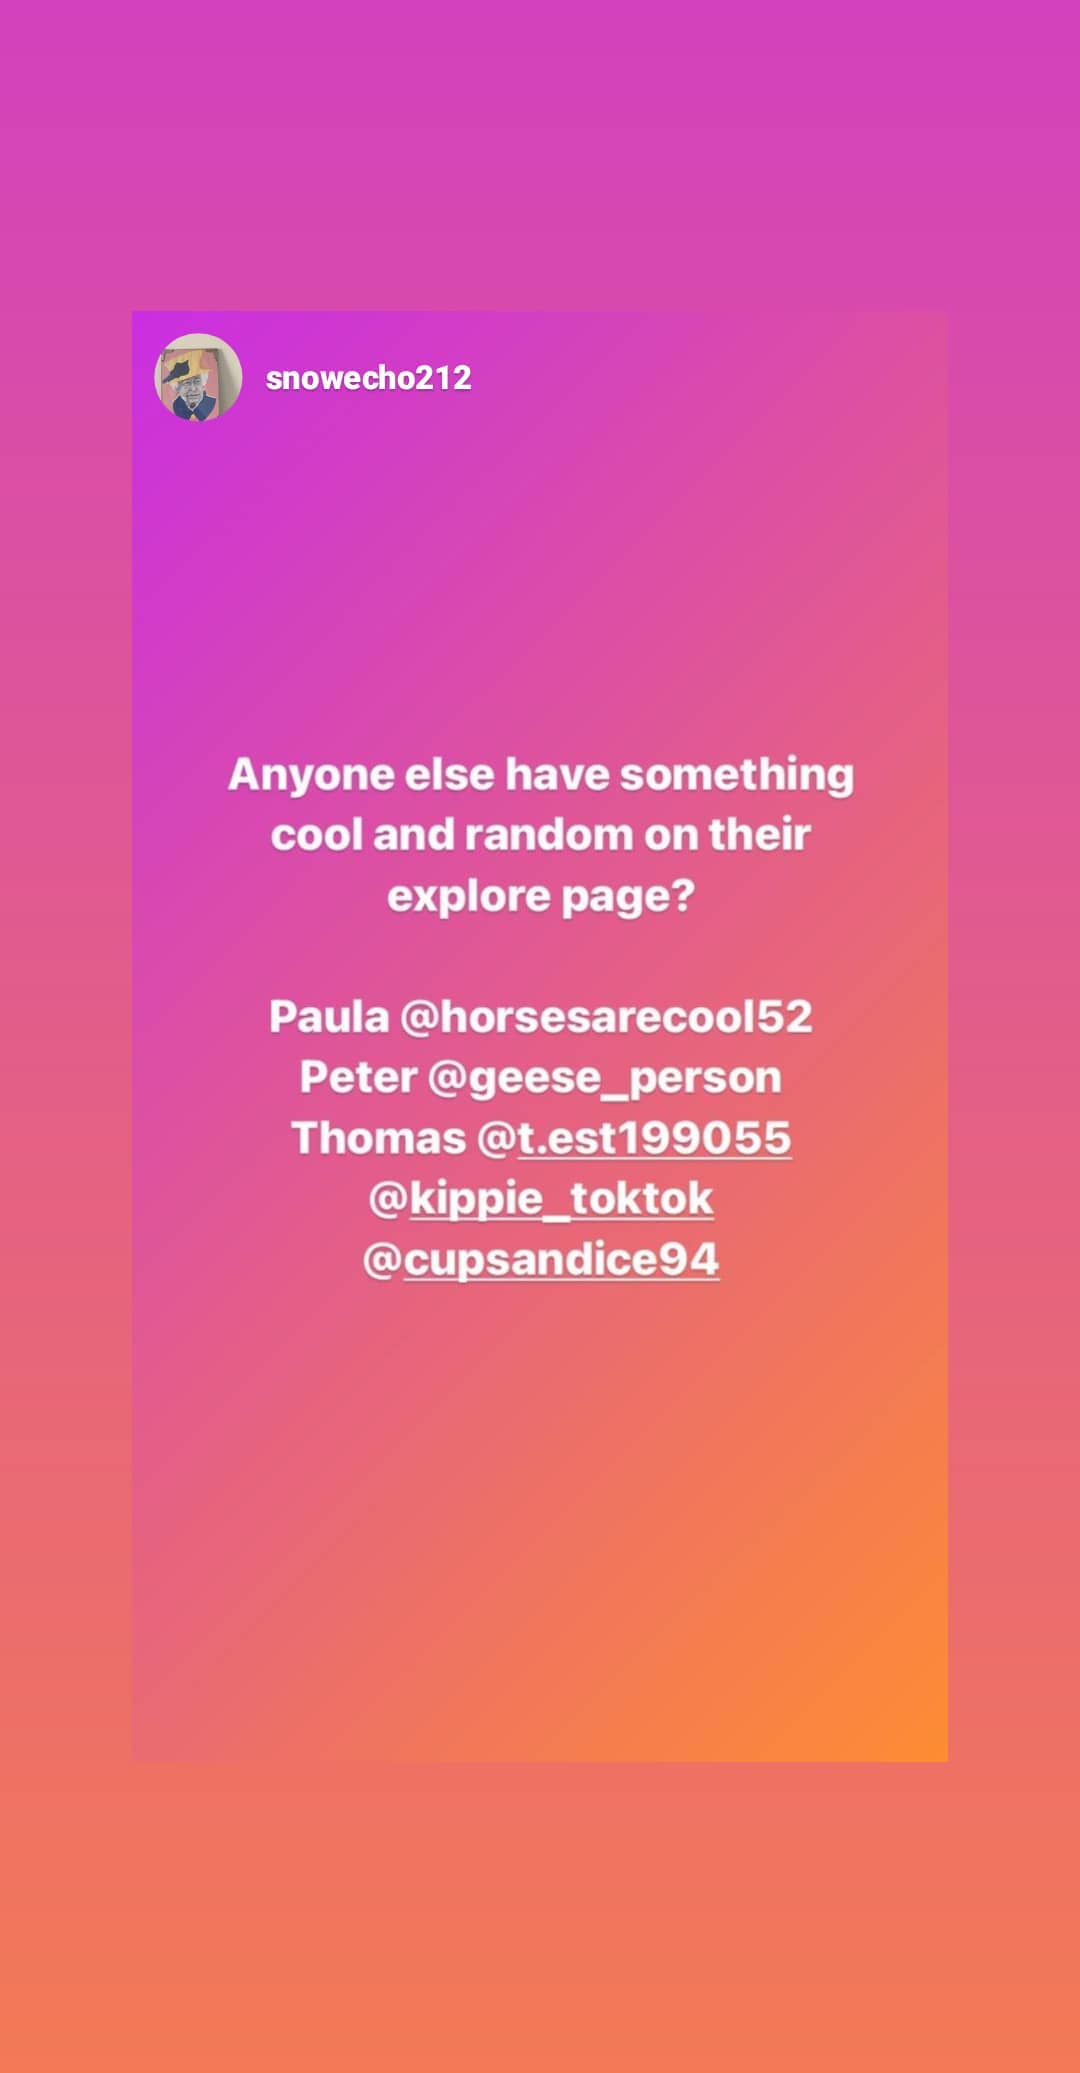 snowecho212
Anyone else have something
cool and random on their
explore page?
Paula @horsesarecool52
Peter @geese_person
Thomas @t.est199055
@kippie_toktok
@cupsandice94